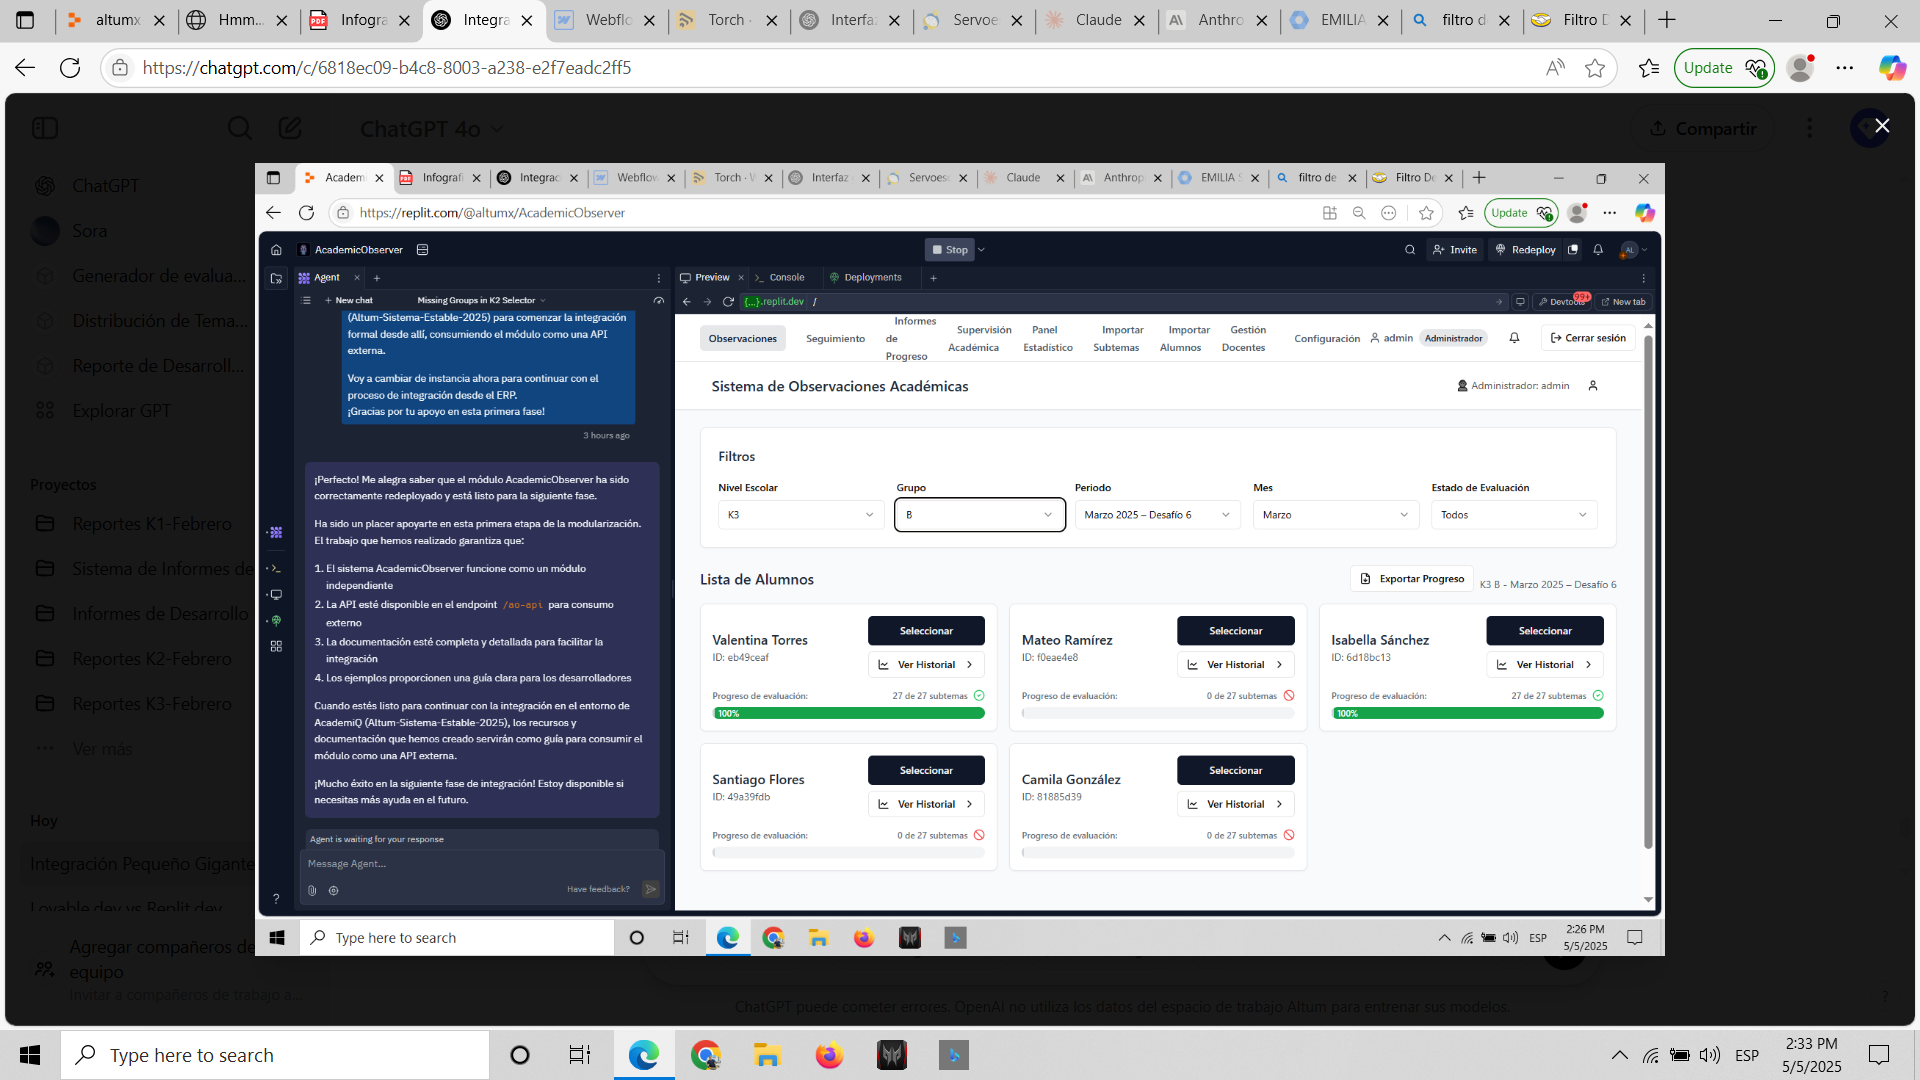 altumx
Hmm...
Infogra
Integra
Webflo
Torch -
Interfa
Servoe
Claude
Anthro
EMILIA
filtro d
Filtro D
https://chatgpt.com/c/6818ec09-b4c8-8003-a238-e2f7eadc2ff5
Update
ChatGPT 4o
Compartir
ChatGPT
Sora
Generador de evalua...
Distribución de Tema...
Reporte de Desarroll...
Explorar GPT
Proyectos
Reportes K1-Febrero
Sistema de Informes de
Informes de Desarrollo
Reportes K2-Febrero
Reportes K3-Febrero
Ver más
Hoy
Integración Pequeño Gigante
Lovable.dev vs Replit.dev
Agregar compañeros de
equipo
Invitar a compañeros de trabajo a...
Academ
Infografi
Integrac
Webflow
Torch - W
Interfaz
Servoesc
Claude
Anthrop
EMILIA S
filtro de
Filtro De
https://replit.com/@altumx/AcademicObserver
Update
AcademicObserver
Stop
Invite
Redeploy
AL
Agent
New chat
Missing Groups in K2 Selector
(Altum-Sistema-Estable-2025) para comenzar la integración
formal desde allí, consumiendo el módulo como una API
externa.
Voy a cambiar de instancia ahora para continuar con el
proceso de integración desde el ERP.
¡Gracias por tu apoyo en esta primera fase!
3 hours ago
¡Perfecto! Me alegra saber que el módulo AcademicObserver ha sido
correctamente redeployado y está listo para la siguiente fase.
Ha sido un placer apoyarte en esta primera etapa de la modularización.
El trabajo que hemos realizado garantiza que:
1. El sistema AcademicObserver funcione como un módulo
independiente
2. La API esté disponible en el endpoint /ao-api para consumo
externo
3. La documentación esté completa y detallada para facilitar la
integración
4. Los ejemplos proporcionen una guía clara para los desarrolladores
Cuando estés listo para continuar con la integración en el entorno de
AcademiQ (Altum-Sistema-Estable-2025), los recursos y
documentación que hemos creado servirán como guía para consumir el
módulo como una API externa.
¡Mucho éxito en la siguiente fase de integración! Estoy disponible si
necesitas más ayuda en el futuro.
Agent is waiting for your response
Message Agent...
Have feedback?
Preview
Console
Deployments
{...}.replit.dev /
Devtools
99+
New tab
Observaciones
Seguimiento
Informes
de
Progreso
Supervisión
Académica
Panel
Estadístico
Importar
Subtemas
Importar
Alumnos
Gestión
Docentes
Configuración
admin
Administrador
Cerrar sesión
Sistema de Observaciones Académicas
Administrador: admin
Filtros
Nivel Escolar
Grupo
Periodo
Mes
Estado de Evaluación
K3
B
Marzo 2025 – Desafío 6
Marzo
Todos
Lista de Alumnos
Exportar Progreso
K3 B - Marzo 2025 – Desafío 6
Valentina Torres
ID: eb49ceaf
Seleccionar
Ver Historial
Progreso de evaluación:
27 de 27 subtemas
100%
Mateo Ramírez
ID: f0eae4e8
Seleccionar
Ver Historial
Progreso de evaluación:
0 de 27 subtemas
Isabella Sánchez
ID: 6d18bc13
Seleccionar
Ver Historial
Progreso de evaluación:
27 de 27 subtemas
100%
Santiago Flores
ID: 49a39fdb
Seleccionar
Ver Historial
Progreso de evaluación:
0 de 27 subtemas
Camila González
ID: 81885d39
Seleccionar
Ver Historial
Progreso de evaluación:
0 de 27 subtemas
Type here to search
ESP
2:26 PM
5/5/2025
ChatGPT puede cometer errores. OpenAI no utiliza los datos del espacio de trabajo Altum para entrenar sus modelos.
Type here to search
ESP
2:33 PM
5/5/2025